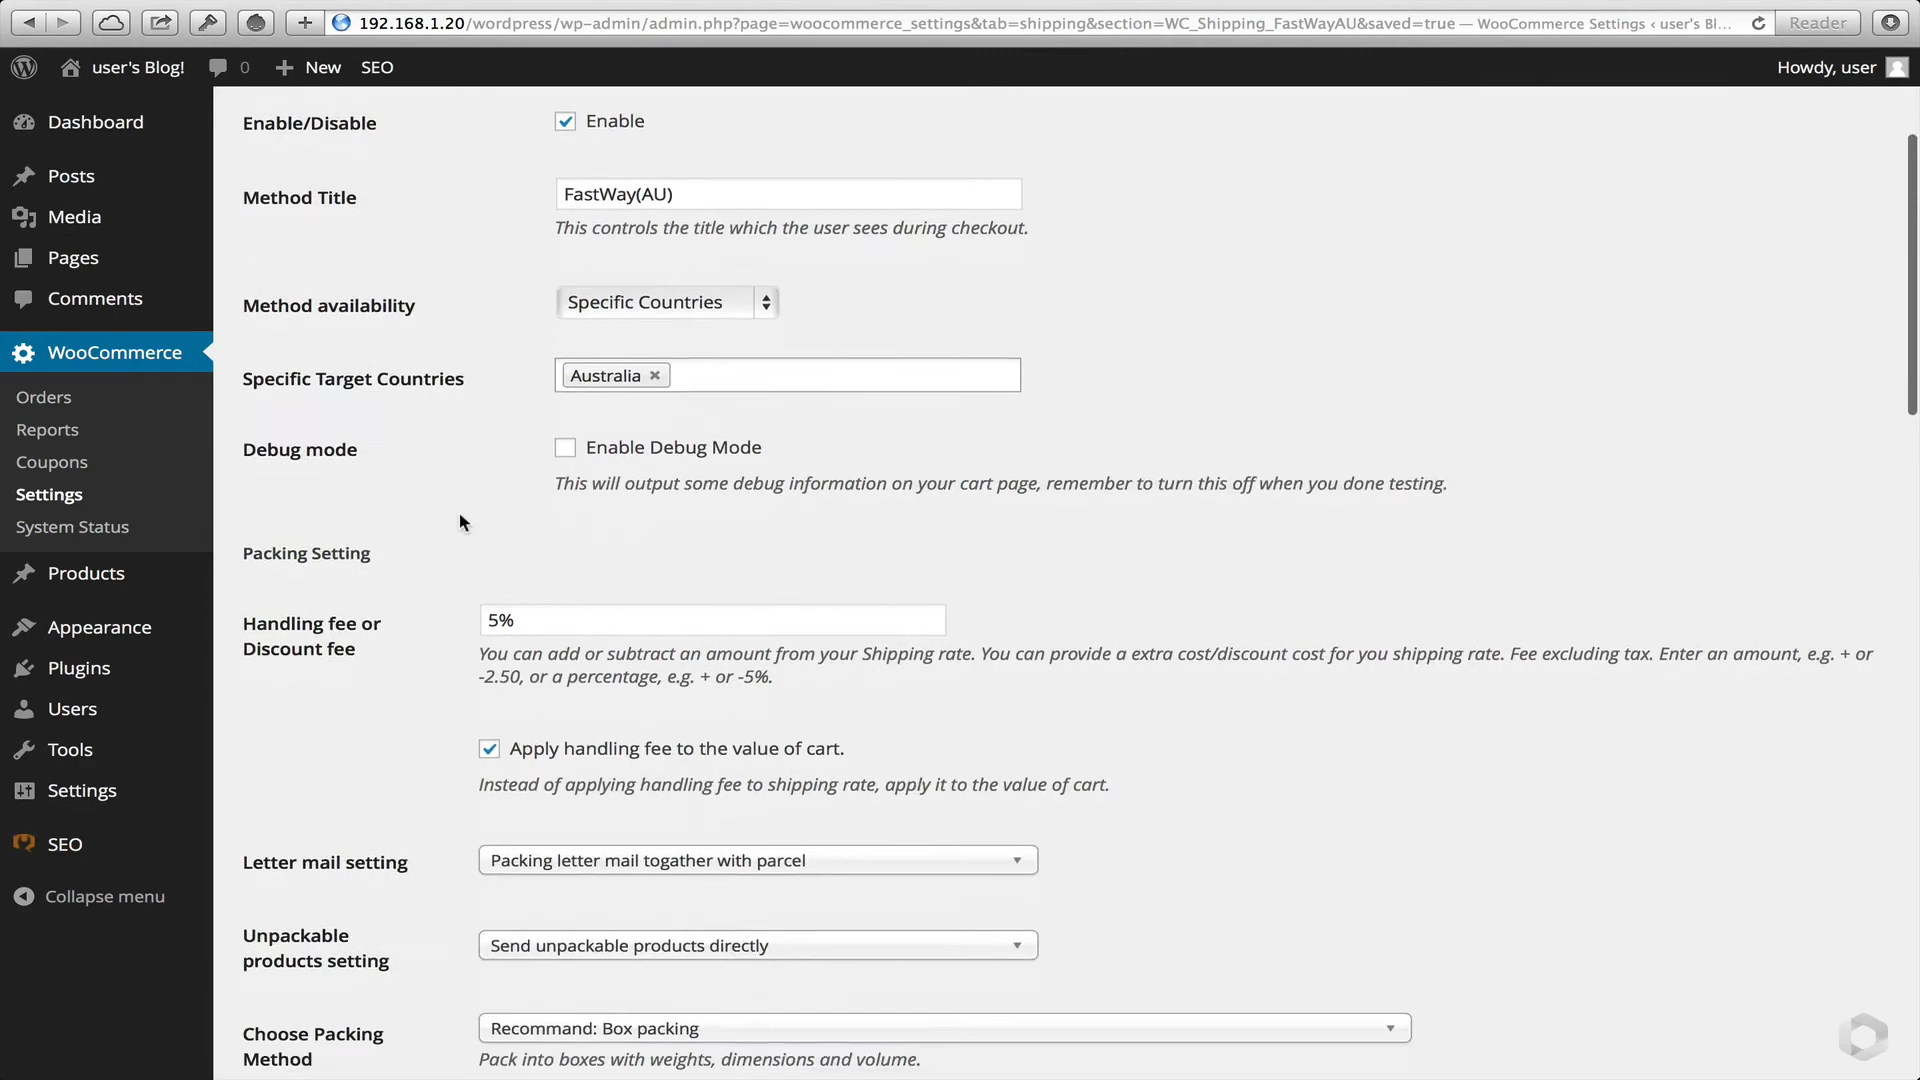 192.168.1.20/wordpress/wp-admin/admin.php?page=woocommerce_settings&tab=shipping&section=WC_Shipping_FastWayAU&saved=true — WooCommerce Settings ‹ user's Bl...
Reader
user's Blog!
0
New
SEO
Howdy, user
Dashboard
Posts
Media
Pages
Comments
WooCommerce
Orders
Reports
Coupons
Settings
System Status
Products
Appearance
Plugins
Users
Tools
Settings
SEO
Collapse menu
Enable/Disable
Enable
Method Title
FastWay(AU)
This controls the title which the user sees during checkout.
Method availability
Specific Countries
Specific Target Countries
Australia
Debug mode
Enable Debug Mode
This will output some debug information on your cart page, remember to turn this off when you done testing.
Packing Setting
Handling fee or
Discount fee
5%
You can add or subtract an amount from your Shipping rate. You can provide a extra cost/discount cost for you shipping rate. Fee excluding tax. Enter an amount, e.g. + or
-2.50, or a percentage, e.g. + or -5%.
Apply handling fee to the value of cart.
Instead of applying handling fee to shipping rate, apply it to the value of cart.
Letter mail setting
Packing letter mail togather with parcel
Unpackable
products setting
Send unpackable products directly
Choose Packing
Method
Recommand: Box packing
Pack into boxes with weights, dimensions and volume.